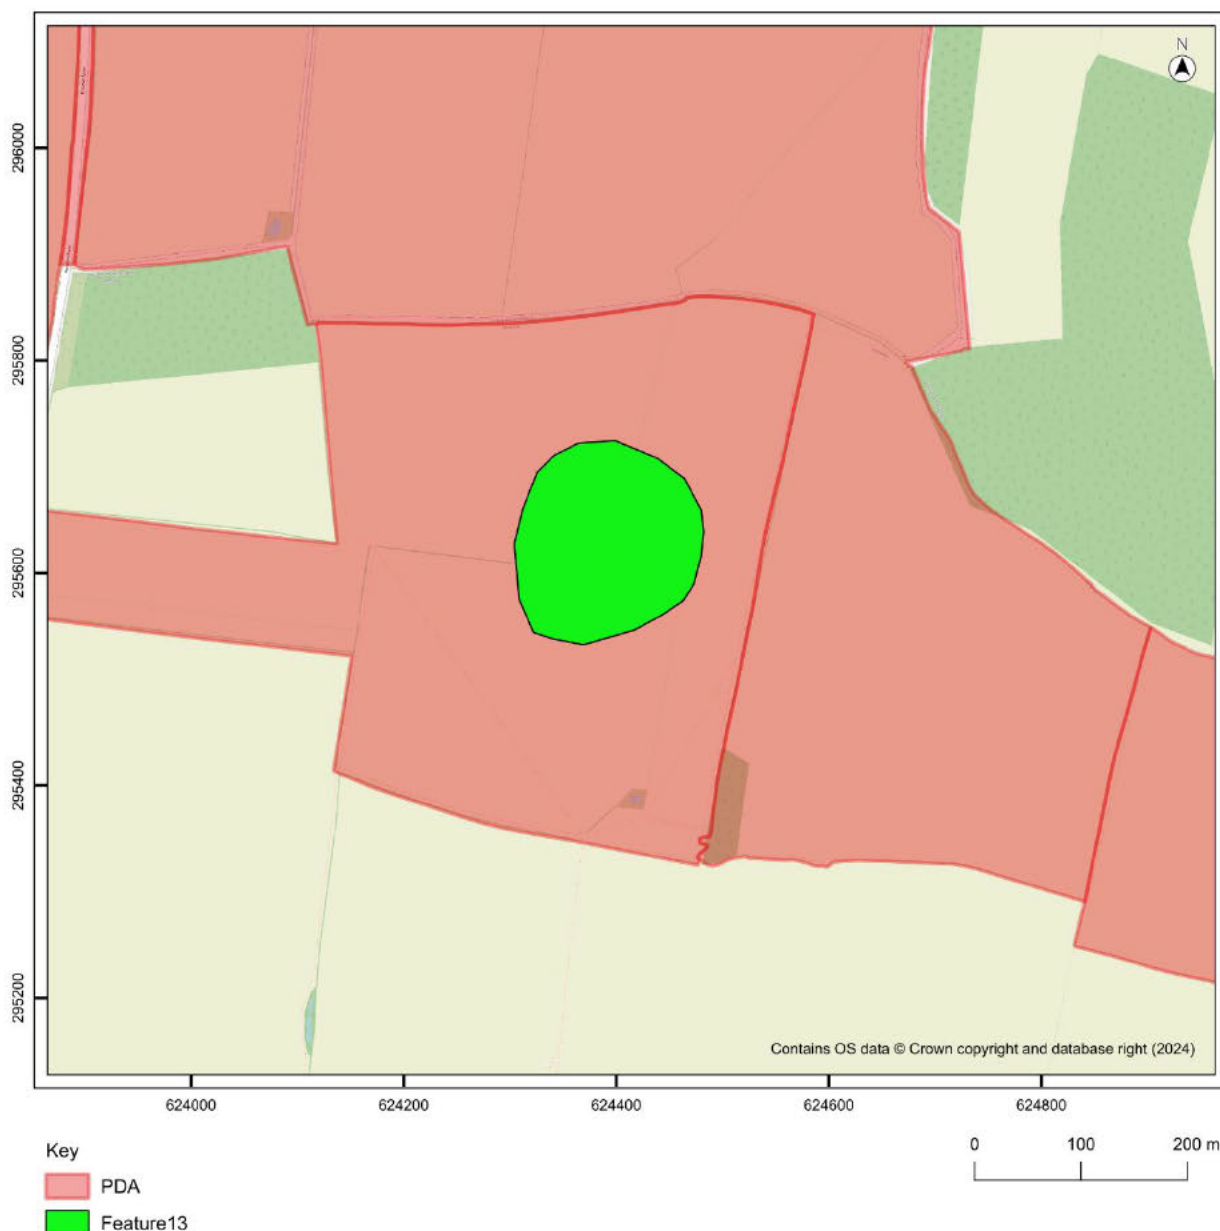 N
296000
295800
295600
295400
295200
Contains OS data © Crown copyright and database right (2024)
624000 624200 624400 624600 624800
Key
0 100 200 m
PDA
Feature13